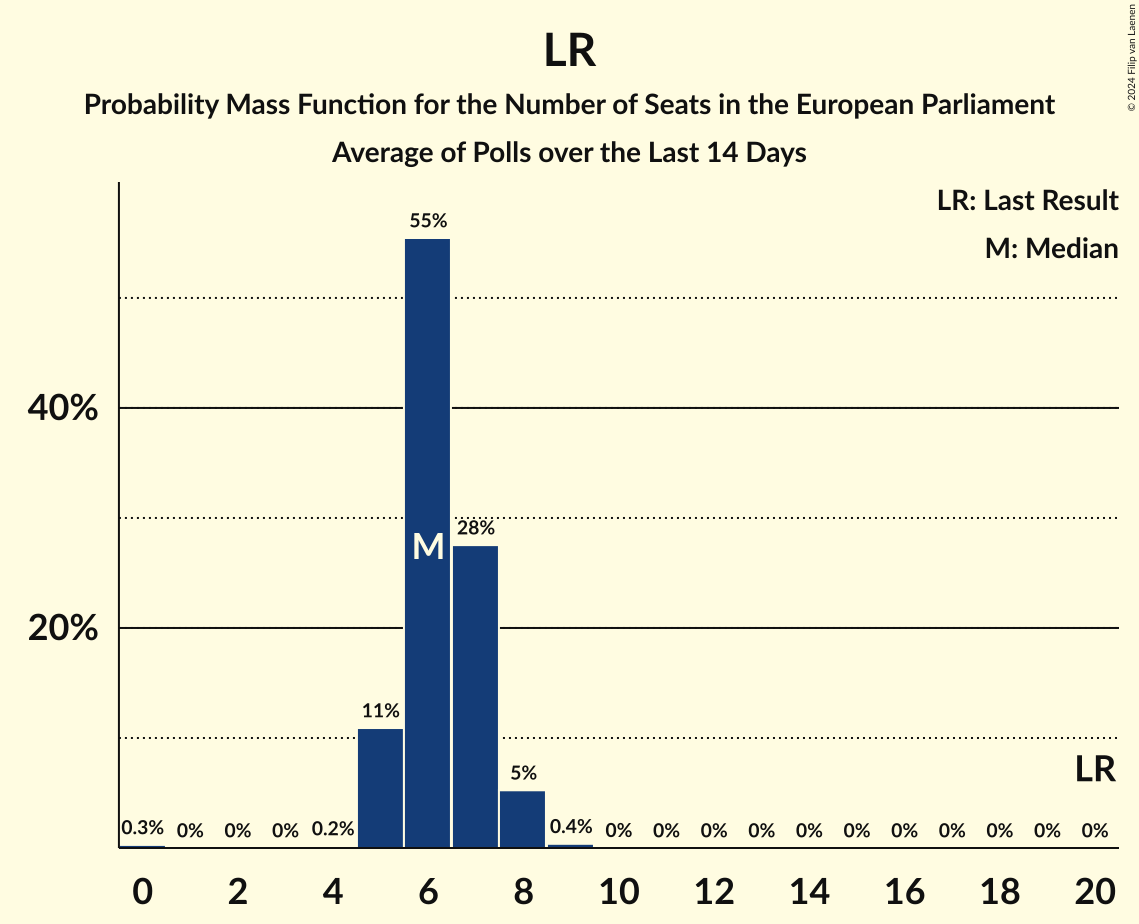 LR
Probability Mass Function for the Number of Seats in the European Parliament
Average of Polls over the Last 14 Days
© 2024 Filip van Laenen
LR: Last Result
M: Median
55%
40%
M
28%
20%
11%
5%
LR
0.3% 0% 0% 0% 0.2% 0.4% 0% 0% 0% 0% 0% 0% 0% 0% 0% 0% 0%
0 2 4 6 8 10 12 14 16 18 20